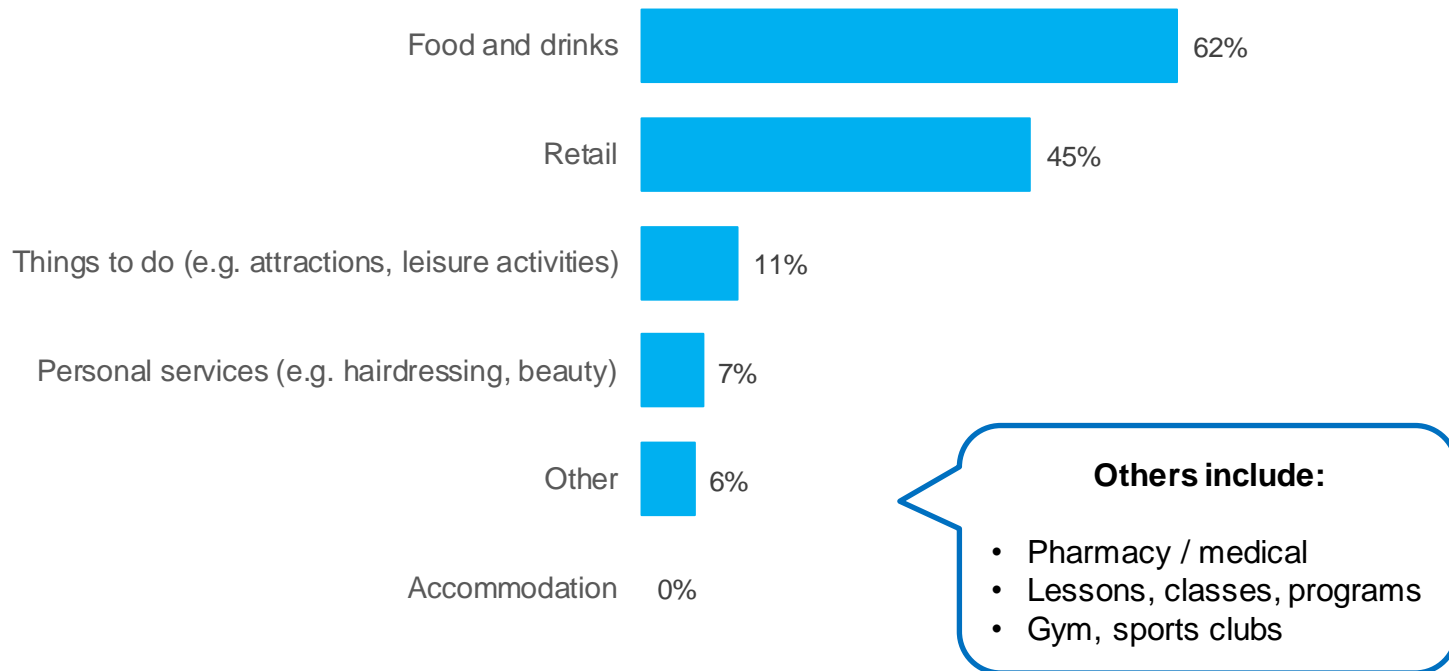 Food and drinks 62%
Retail 45%
Things to do (e.g. attractions, leisure activities) 11%
Personal services (e.g. hairdressing, beauty) 7%
Other 6%
Accommodation 0%
Others include:
• Pharmacy / medical
• Lessons, classes, programs
• Gym, sports clubs